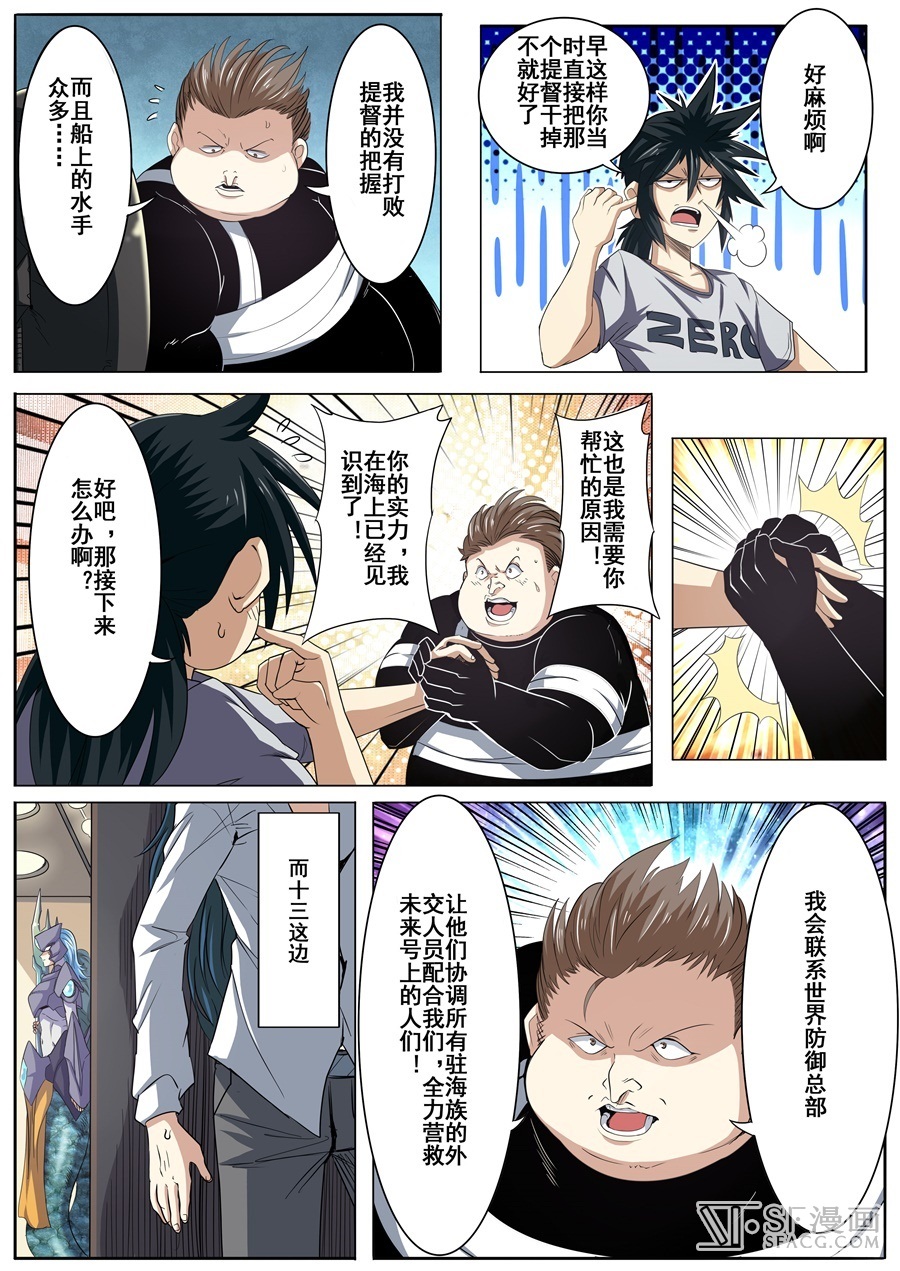 好麻烦啊
早这样你当
时直接把那
个提督干掉
不就好了
ZERO
我并没有打败
提督的把握
而且船上的水手
众多……
这也是我需要你
帮忙的原因！
你的实力，我
在海上已经见
识到了！
好吧，那接下来
怎么办啊？
我会联系世界防御总部
让他们协调所有驻海族的外
交人员配合我们，全力营救
未来号上的人们！
而十三这边
SF漫画
SFACG.COM